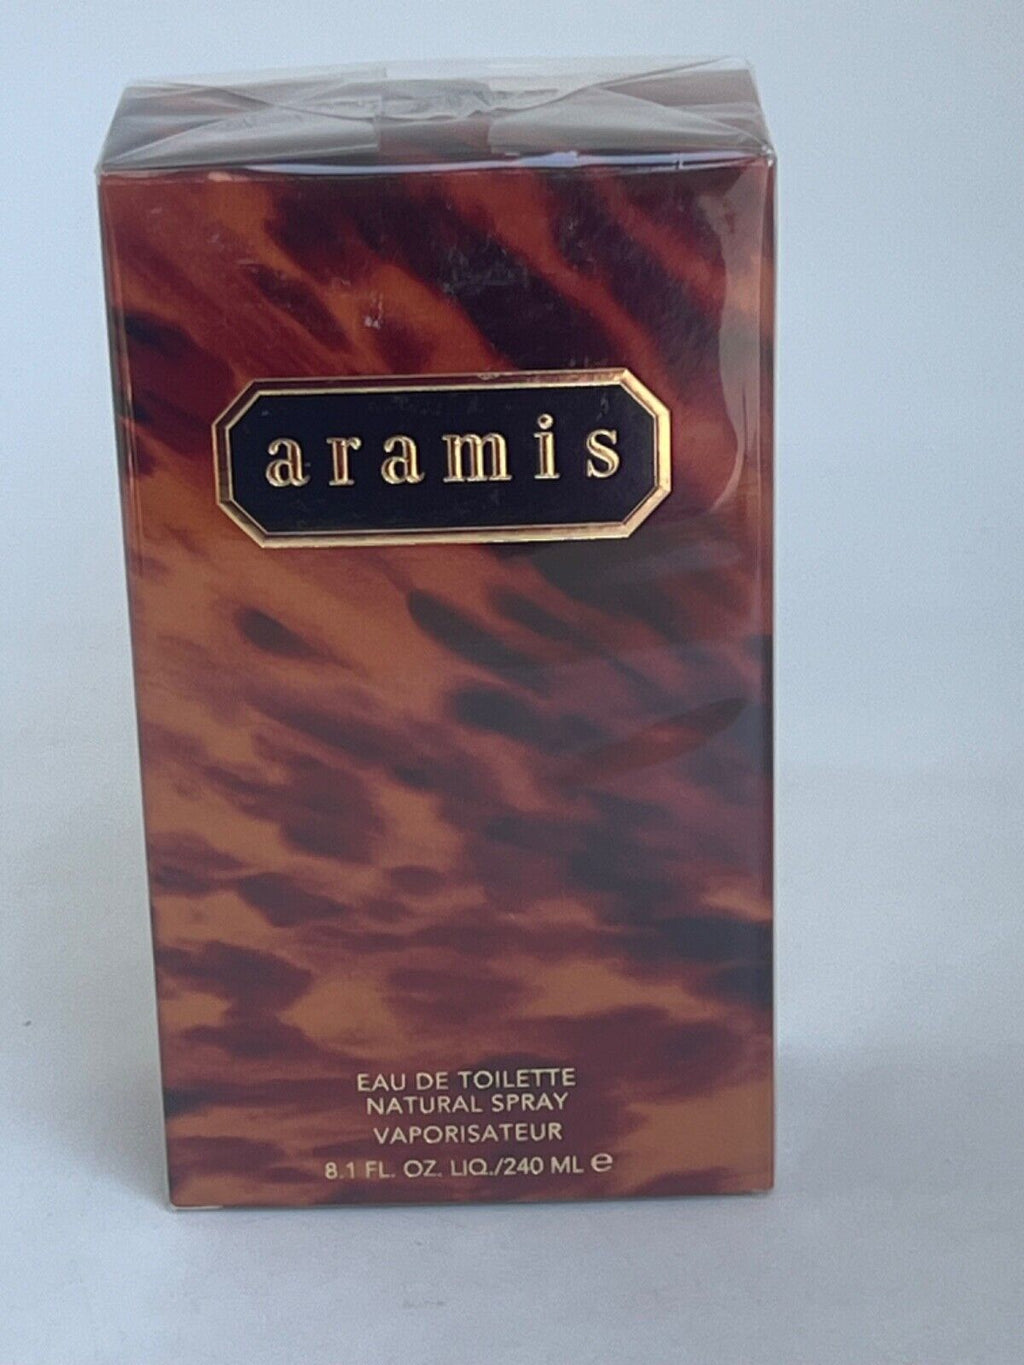 aramis
EAU DE TOILETTE
NATURAL SPRAY
VAPORISATEUR
8.1 FL. OZ. LIQ./240 ML ℮